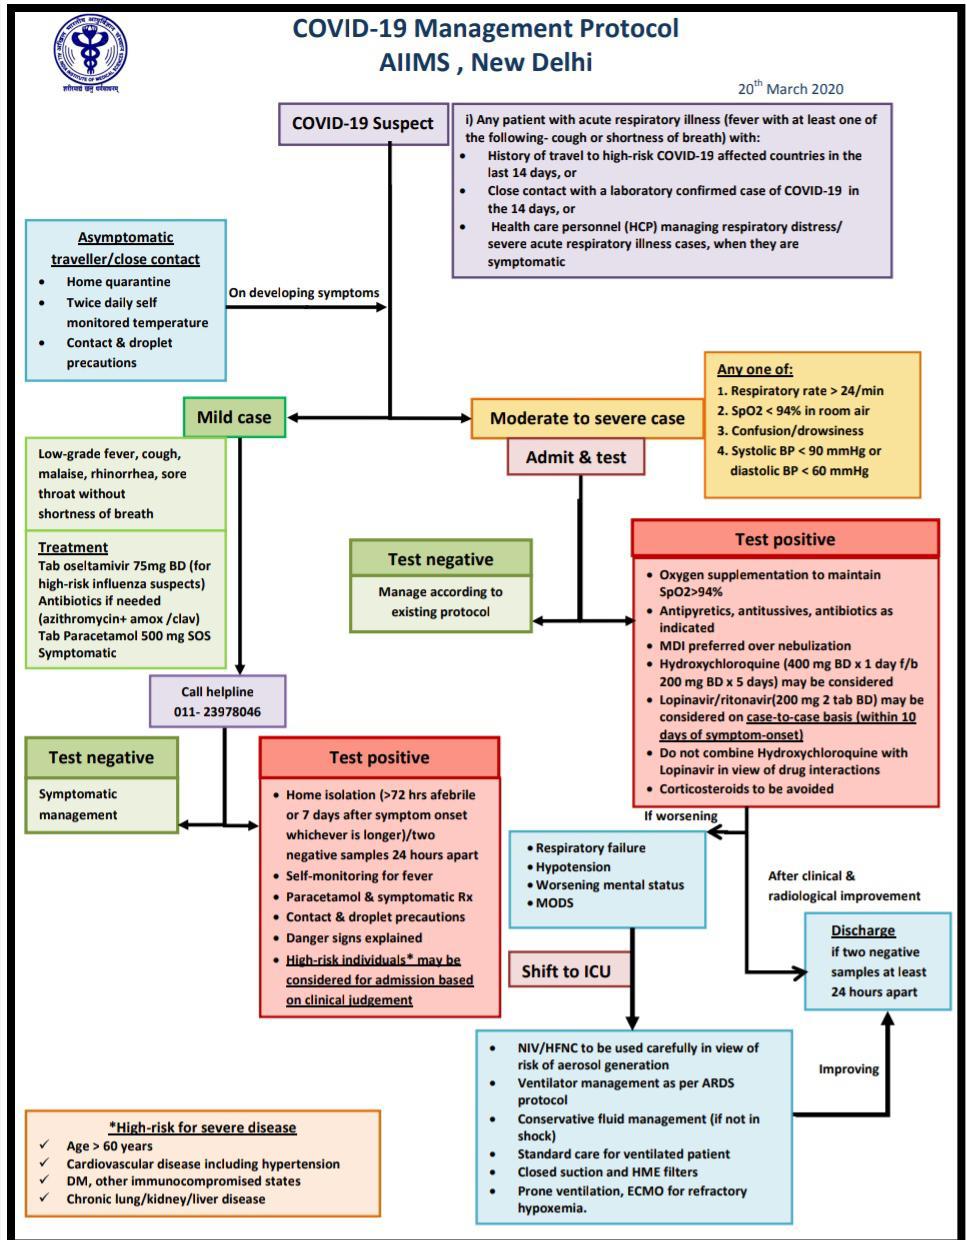 COVID-19 Management Protocol
AIIMS , New Delhi
शरीरमाद्यं खलु धर्मसाधनम्
20th March 2020
COVID-19 Suspect
i) Any patient with acute respiratory illness (fever with at least one of
the following- cough or shortness of breath) with:
• History of travel to high-risk COVID-19 affected countries in the
last 14 days, or
• Close contact with a laboratory confirmed case of COVID-19 in
the 14 days, or
• Health care personnel (HCP) managing respiratory distress/
severe acute respiratory illness cases, when they are
symptomatic
Asymptomatic
traveller/close contact
• Home quarantine
• Twice daily self
monitored temperature
• Contact & droplet
precautions
On developing symptoms
Mild case
Moderate to severe case
Any one of:
1. Respiratory rate > 24/min
2. SpO2 < 94% in room air
3. Confusion/drowsiness
4. Systolic BP < 90 mmHg or
diastolic BP < 60 mmHg
Admit & test
Low-grade fever, cough,
malaise, rhinorrhea, sore
throat without
shortness of breath
Treatment
Tab oseltamivir 75mg BD (for
high-risk influenza suspects)
Antibiotics if needed
(azithromycin+ amox /clav)
Tab Paracetamol 500 mg SOS
Symptomatic
Test negative
Manage according to
existing protocol
Test positive
• Oxygen supplementation to maintain
SpO2>94%
• Antipyretics, antitussives, antibiotics as
indicated
• MDI preferred over nebulization
• Hydroxychloroquine (400 mg BD x 1 day f/b
200 mg BD x 5 days) may be considered
• Lopinavir/ritonavir(200 mg 2 tab BD) may be
considered on case-to-case basis (within 10
days of symptom-onset)
• Do not combine Hydroxychloroquine with
Lopinavir in view of drug interactions
• Corticosteroids to be avoided
Call helpline
011- 23978046
Test negative
Symptomatic
management
Test positive
• Home isolation (>72 hrs afebrile
or 7 days after symptom onset
whichever is longer)/two
negative samples 24 hours apart
• Self-monitoring for fever
• Paracetamol & symptomatic Rx
• Contact & droplet precautions
• Danger signs explained
• High-risk individuals* may be
considered for admission based
on clinical judgement
If worsening
• Respiratory failure
• Hypotension
• Worsening mental status
• MODS
After clinical &
radiological improvement
Discharge
if two negative
samples at least
24 hours apart
Shift to ICU
• NIV/HFNC to be used carefully in view of
risk of aerosol generation
• Ventilator management as per ARDS
protocol
• Conservative fluid management (if not in
shock)
• Standard care for ventilated patient
• Closed suction and HME filters
• Prone ventilation, ECMO for refractory
hypoxemia.
Improving
*High-risk for severe disease
✓ Age > 60 years
✓ Cardiovascular disease including hypertension
✓ DM, other immunocompromised states
✓ Chronic lung/kidney/liver disease